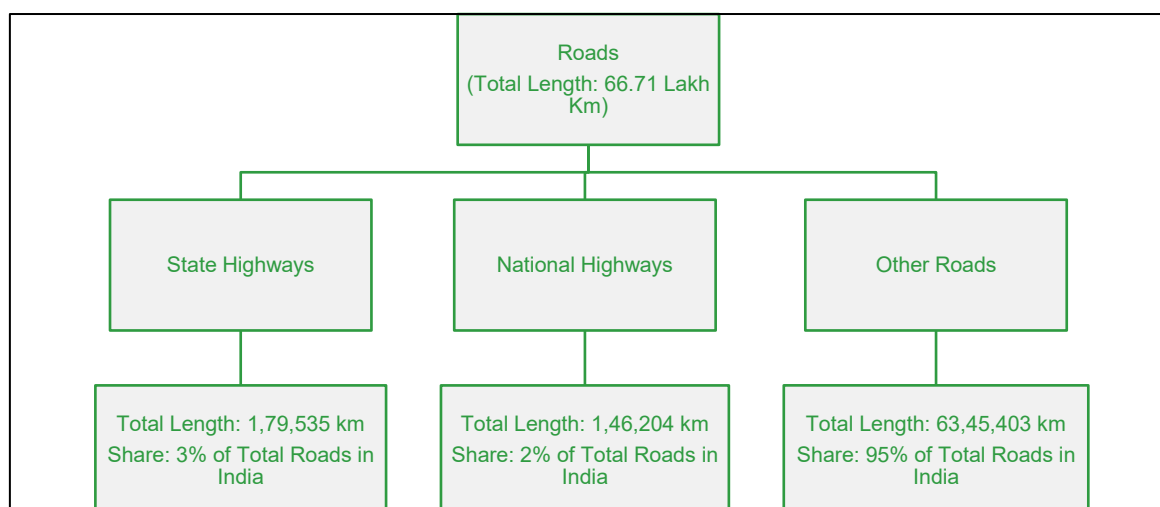 Roads
(Total Length: 66.71 Lakh
Km)
State Highways
National Highways
Other Roads
Total Length: 1,79,535 km
Share: 3% of Total Roads in
India
Total Length: 1,46,204 km
Share: 2% of Total Roads in
India
Total Length: 63,45,403 km
Share: 95% of Total Roads in
India